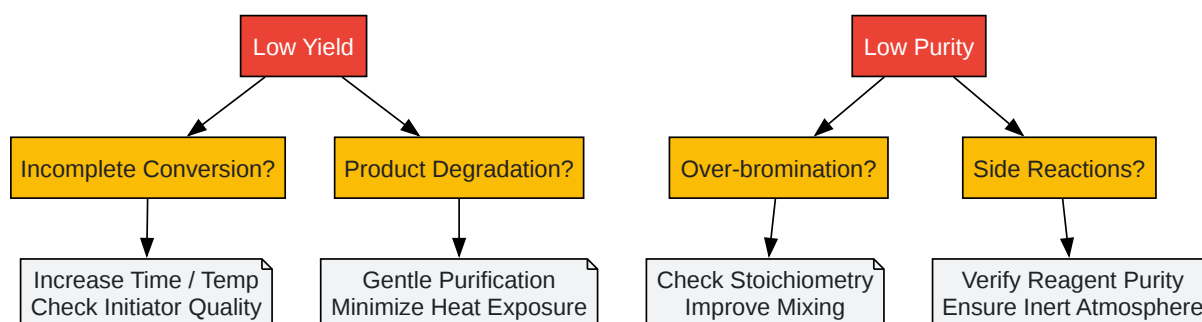 Low Yield
Low Purity
Incomplete Conversion?
Product Degradation?
Over-bromination?
Side Reactions?
Increase Time / Temp
Check Initiator Quality
Gentle Purification
Minimize Heat Exposure
Check Stoichiometry
Improve Mixing
Verify Reagent Purity
Ensure Inert Atmosphere